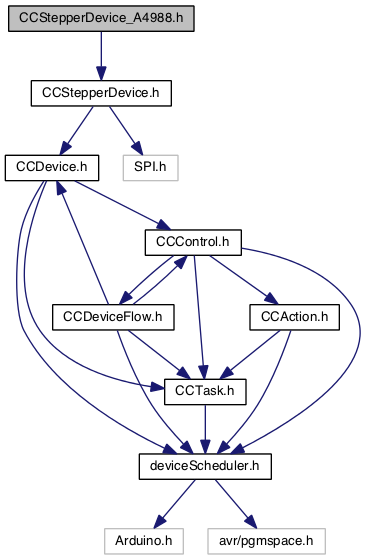 CCStepperDevice_A4988.h
CCStepperDevice.h
CCDevice.h
SPI.h
CCControl.h
CCDeviceFlow.h
CCAction.h
CCTask.h
deviceScheduler.h
Arduino.h
avr/pgmspace.h